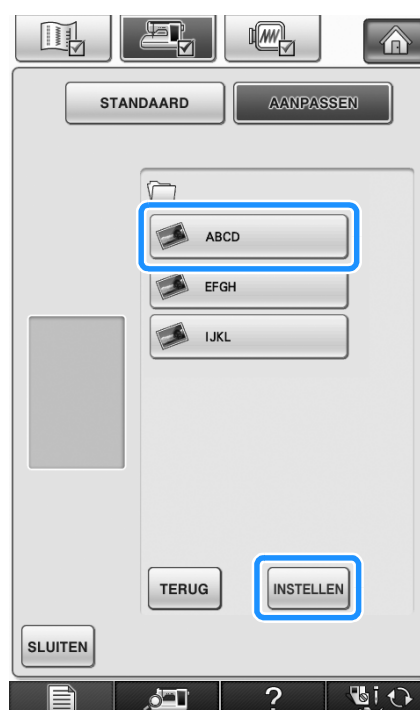 STANDAARD AANPASSEN
ABCD
EFGH
IJKL
TERUG INSTELLEN
SLUITEN
?